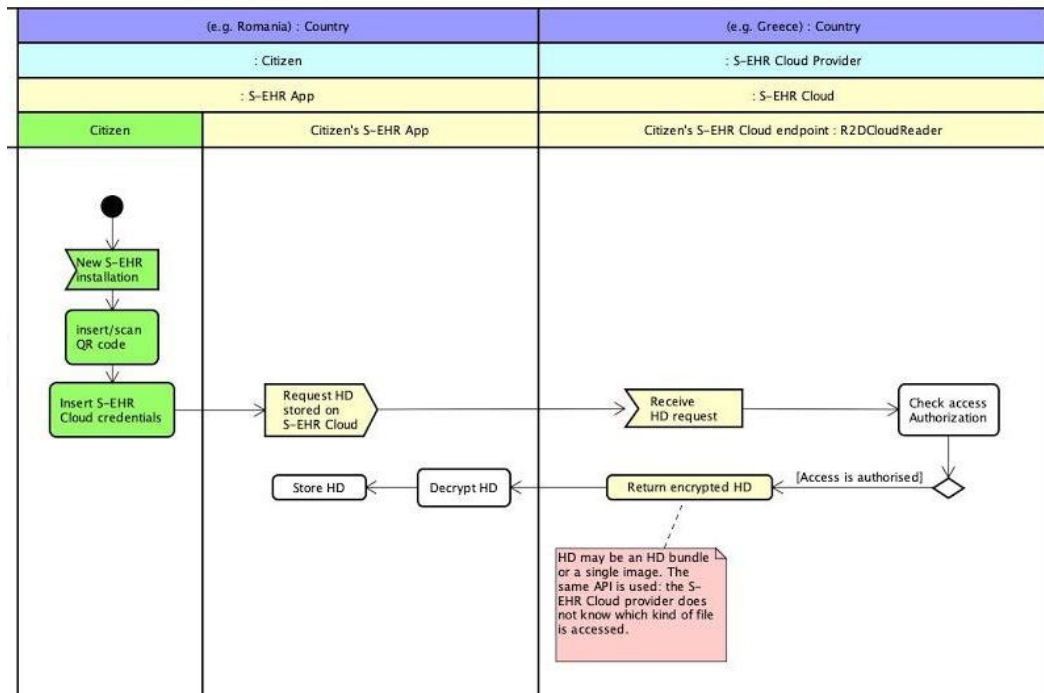 (e.g. Romania) : Country
(e.g. Greece) : Country
: Citizen
: S-EHR Cloud Provider
: S-EHR App
: S-EHR Cloud
Citizen
Citizen's S-EHR App
Citizen's S-EHR Cloud endpoint : R2DCloudReader
New S-EHR
installation
insert/scan
QR code
Insert S-EHR
Cloud credentials
Request HD
stored on
S-EHR Cloud
Receive
HD request
Check access
Authorization
[Access is authorised]
Return encrypted HD
Decrypt HD
Store HD
HD may be an HD bundle
or a single image. The
same API is used: the S-
EHR Cloud provider does
not know which kind of file
is accessed.